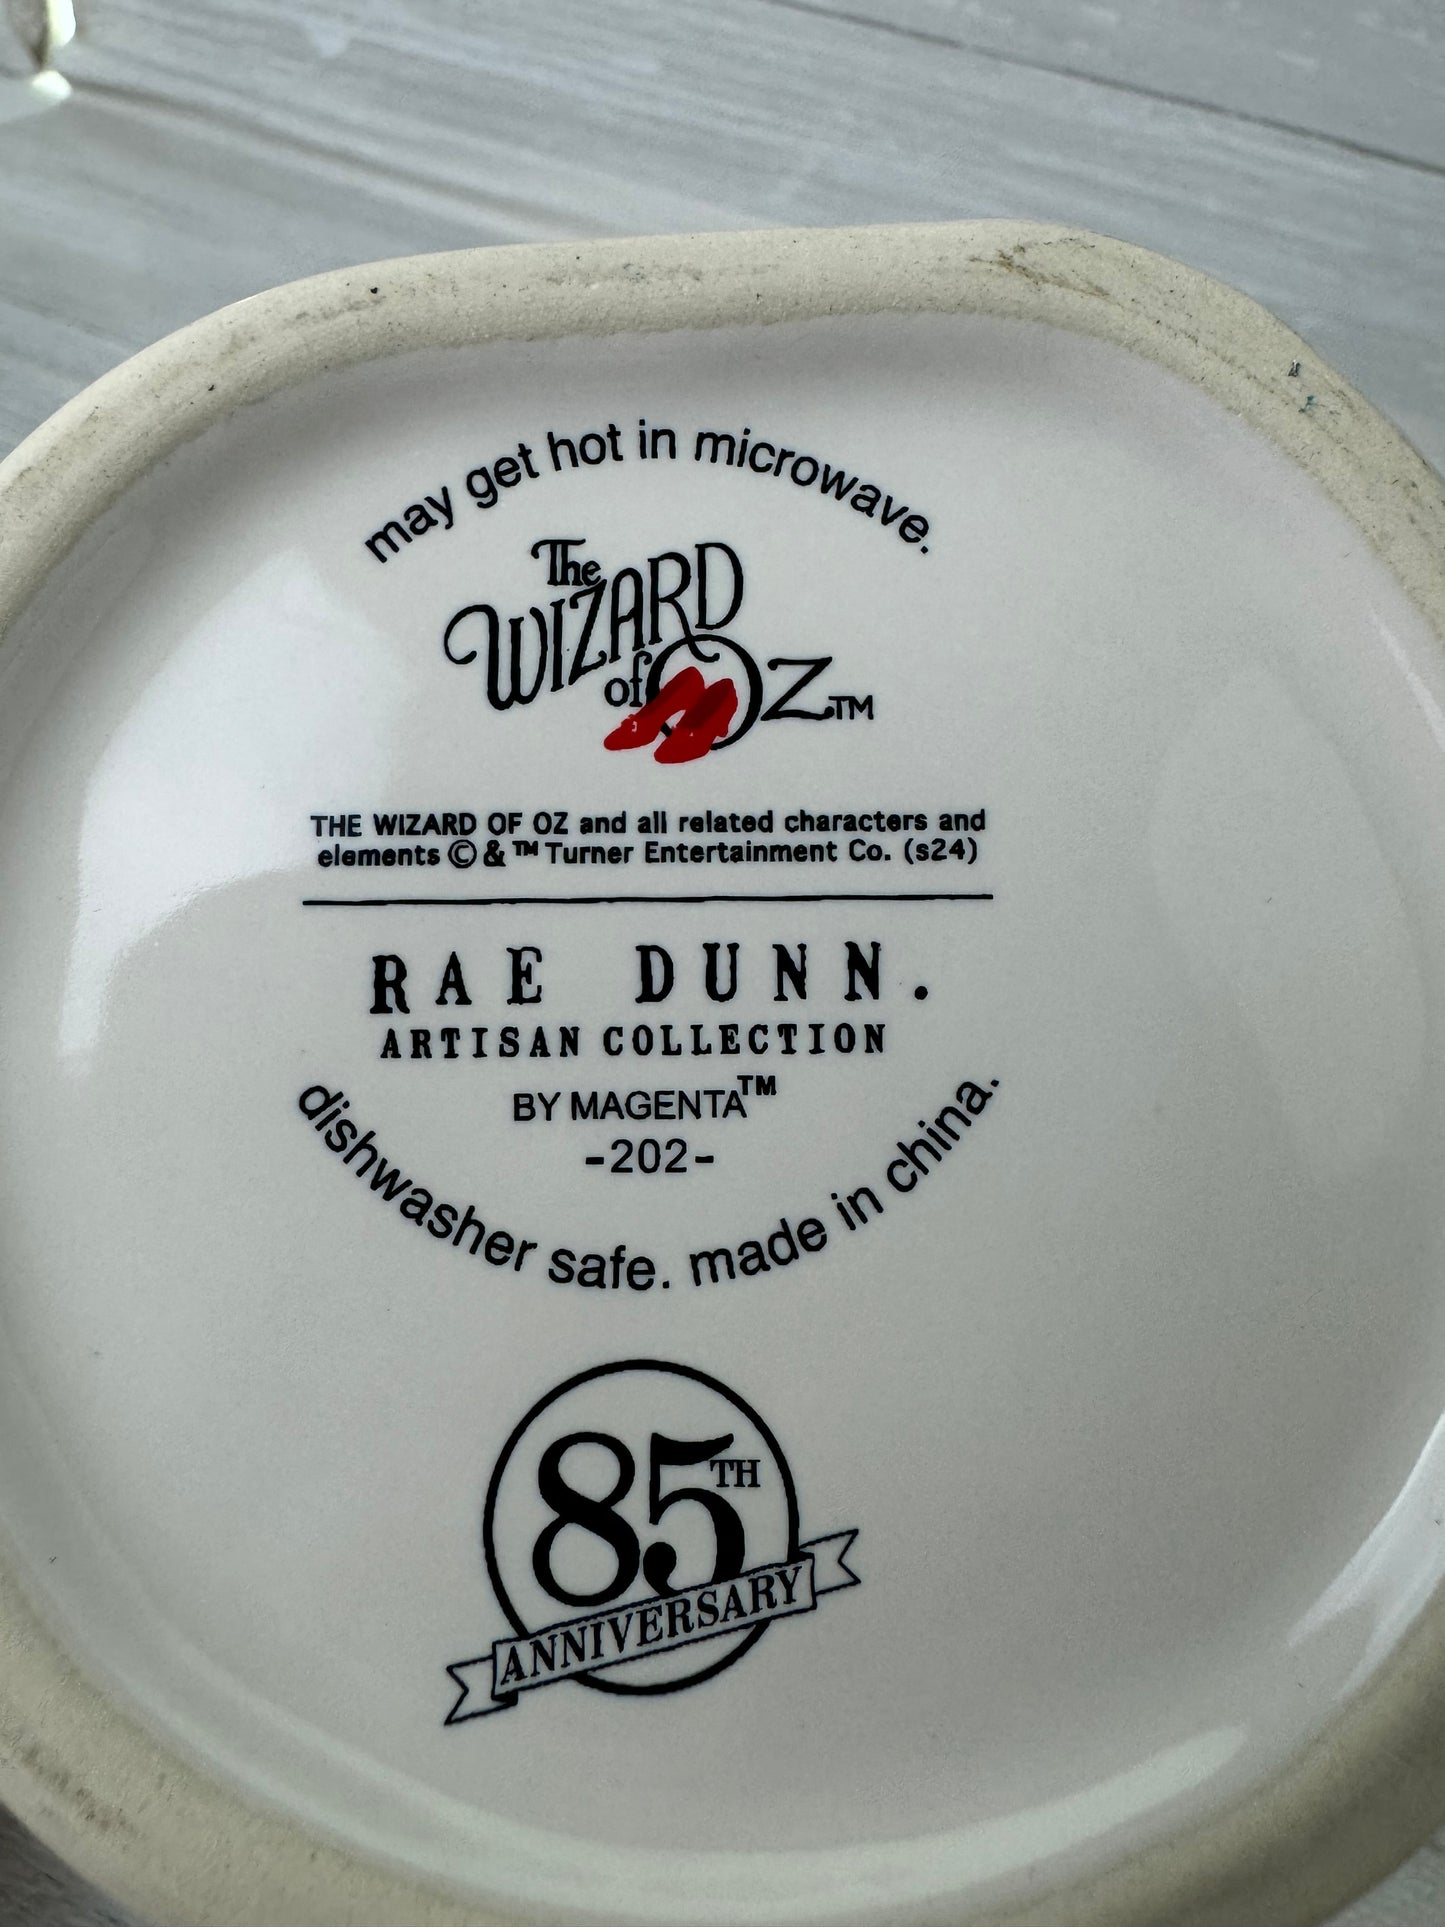 may get hot in microwave.
The
WIZARD
of OZ™
THE WIZARD OF OZ and all related characters and
elements © & ™ Turner Entertainment Co. (s24)
RAE DUNN.
ARTISAN COLLECTION
BY MAGENTA™
-202-
dishwasher safe. made in china.
85TH
ANNIVERSARY